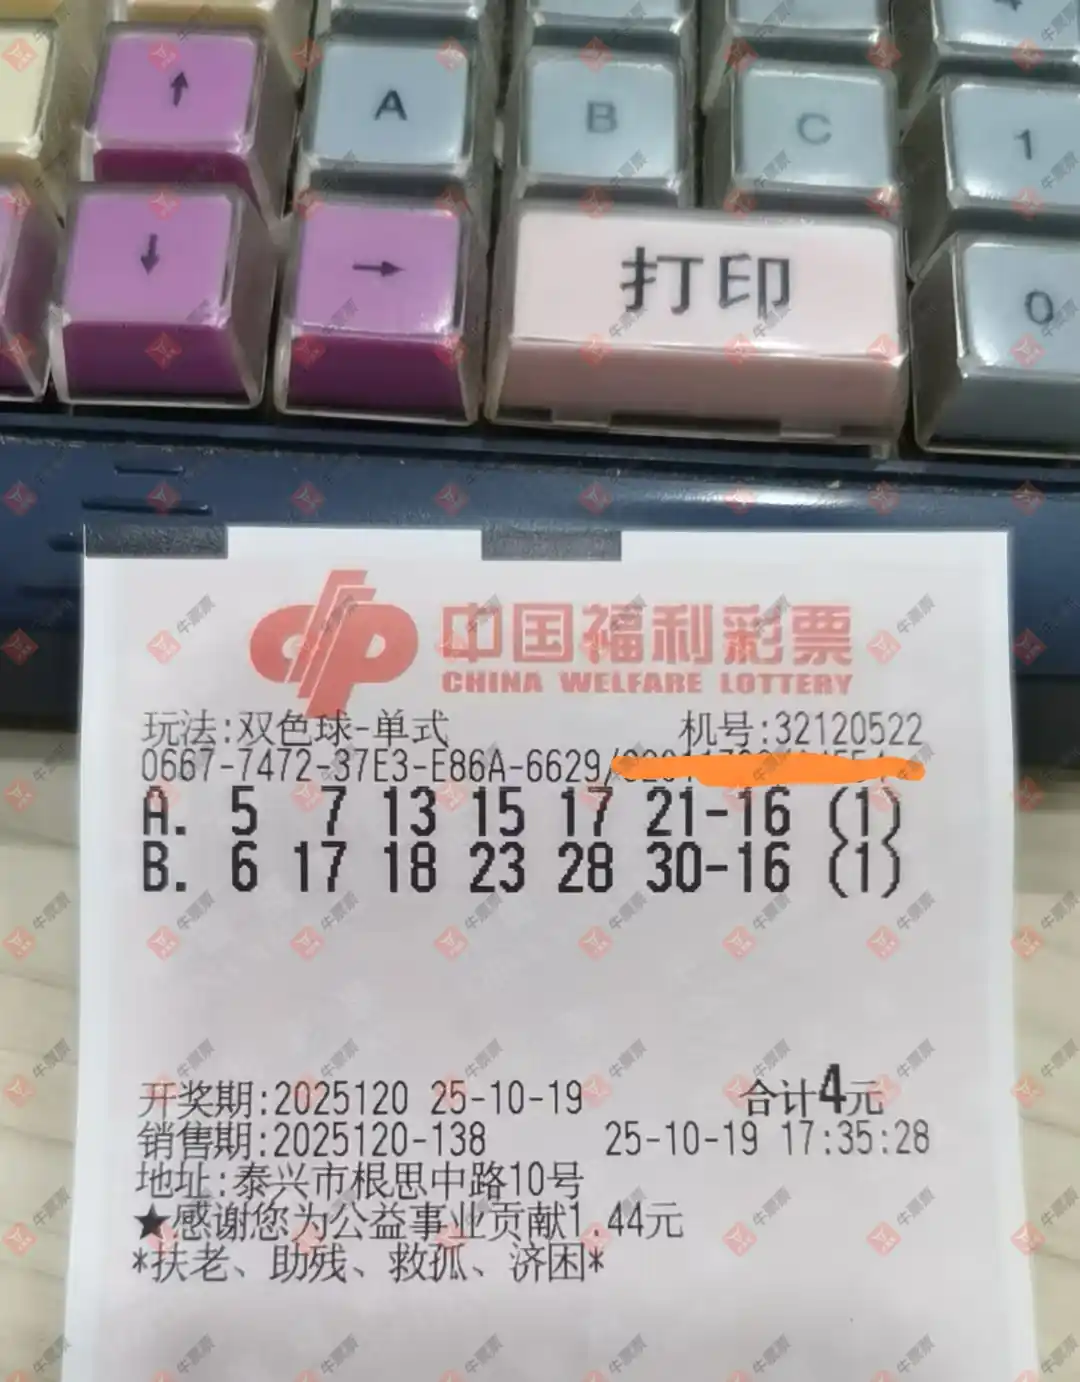 ↑ A B C 1
↓ → 打印 0
中国福利彩票
CHINA WELFARE LOTTERY
玩法:双色球-单式 机号:32120522
0667-7472-37E3-E86A-6629/
A. 5 7 13 15 17 21-16 (1)
B. 6 17 18 23 28 30-16 (1)
开奖期:2025120 25-10-19 合计4元
销售期:2025120-138 25-10-19 17:35:28
地址:泰兴市根思中路10号
★感谢您为公益事业贡献1.44元
*扶老、助残、救孤、济困*
牛票票